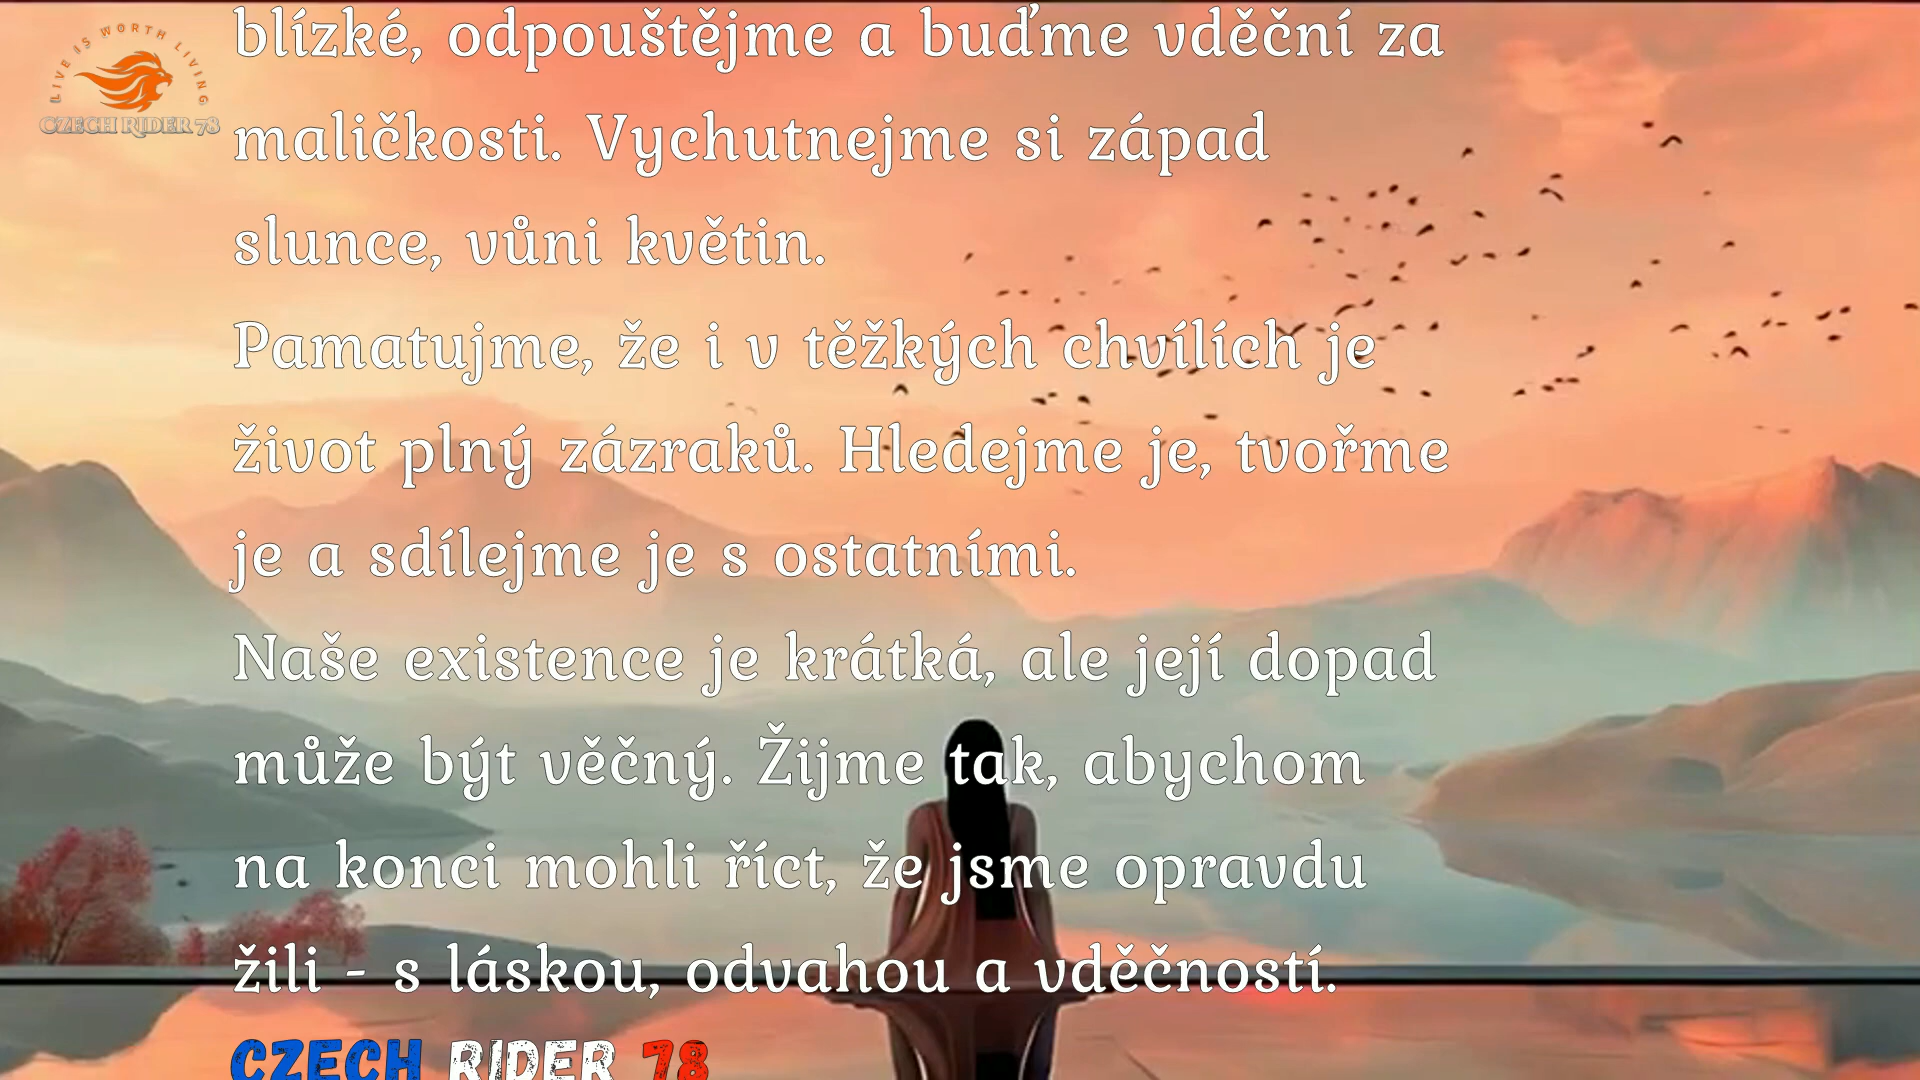 LIVE IS WORTH LIVING
CZECH RIDER 78
blízké, odpouštějme a buďme vděční za
maličkosti. Vychutnejme si západ
slunce, vůni květin.
Pamatujme, že i v těžkých chvílích je
život plný zázraků. Hledejme je, tvořme
je a sdílejme je s ostatními.
Naše existence je krátká, ale její dopad
může být věčný. Žijme tak, abychom
na konci mohli říct, že jsme opravdu
žili - s láskou, odvahou a vděčností.
CZECH RIDER 78